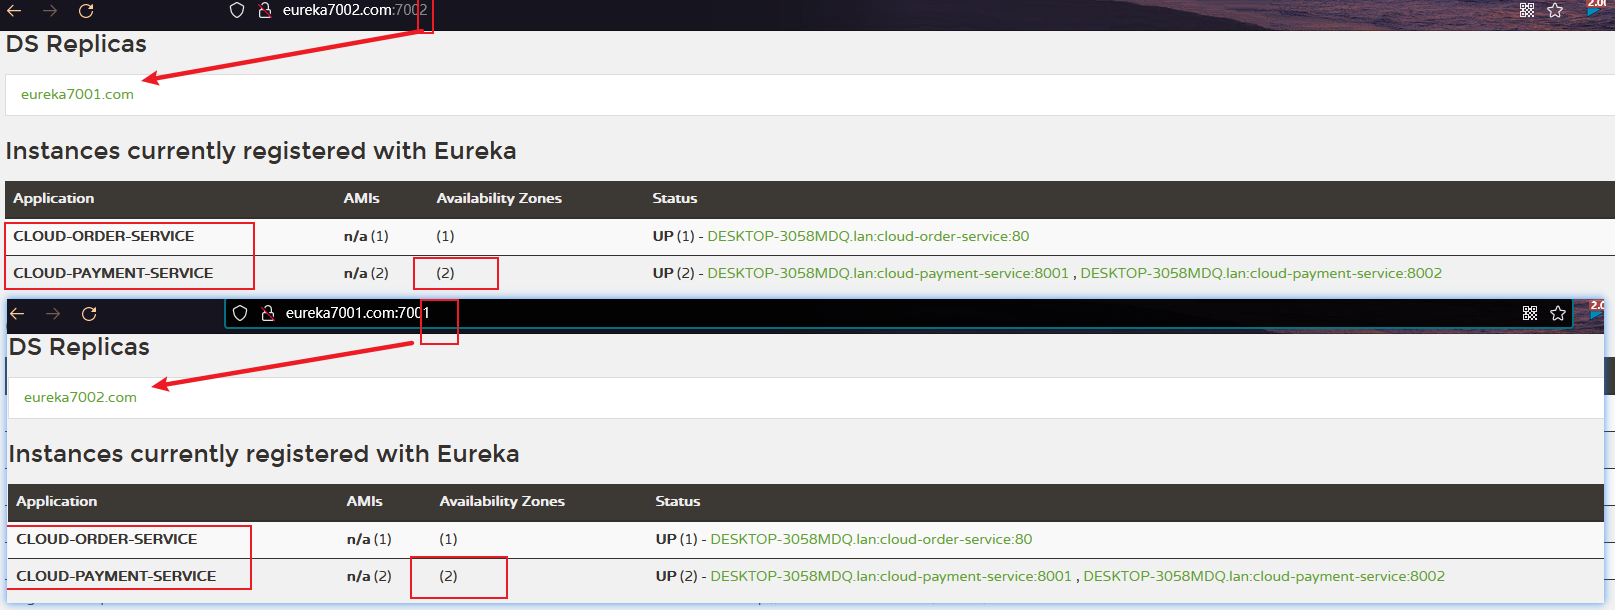 eureka7002.com:7002
2.0
DS Replicas
eureka7001.com
Instances currently registered with Eureka
Application AMIs Availability Zones Status
CLOUD-ORDER-SERVICE n/a (1) (1) UP (1) - DESKTOP-3058MDQ.lan:cloud-order-service:80
CLOUD-PAYMENT-SERVICE n/a (2) (2) UP (2) - DESKTOP-3058MDQ.lan:cloud-payment-service:8001 , DESKTOP-3058MDQ.lan:cloud-payment-service:8002
eureka7001.com:7001
DS Replicas
eureka7002.com
Instances currently registered with Eureka
Application AMIs Availability Zones Status
CLOUD-ORDER-SERVICE n/a (1) (1) UP (1) - DESKTOP-3058MDQ.lan:cloud-order-service:80
CLOUD-PAYMENT-SERVICE n/a (2) (2) UP (2) - DESKTOP-3058MDQ.lan:cloud-payment-service:8001 , DESKTOP-3058MDQ.lan:cloud-payment-service:8002